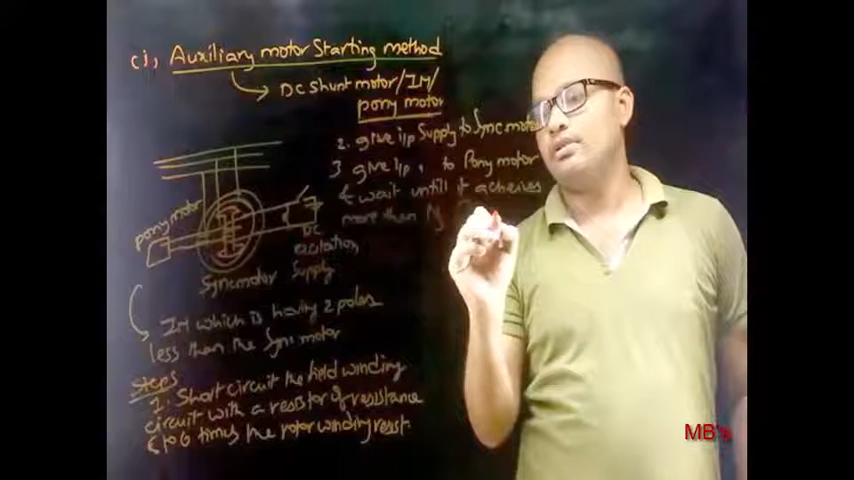 (c), Auxiliary motor Starting method
DC shunt motor/IM/
pony motor
2. give i/p Supply to Sync motor
3 give i/p, to Pony motor
& wait until it acheives
more than Ns
pony motor
DC
excitation
Supply
Syncmotor
IM which is having 2 poles
less than the Sync motor
Steps
1. Short circuit the field winding
circuit with a resistor of resistance
5 to 6 times the rotor winding resist.
MB's